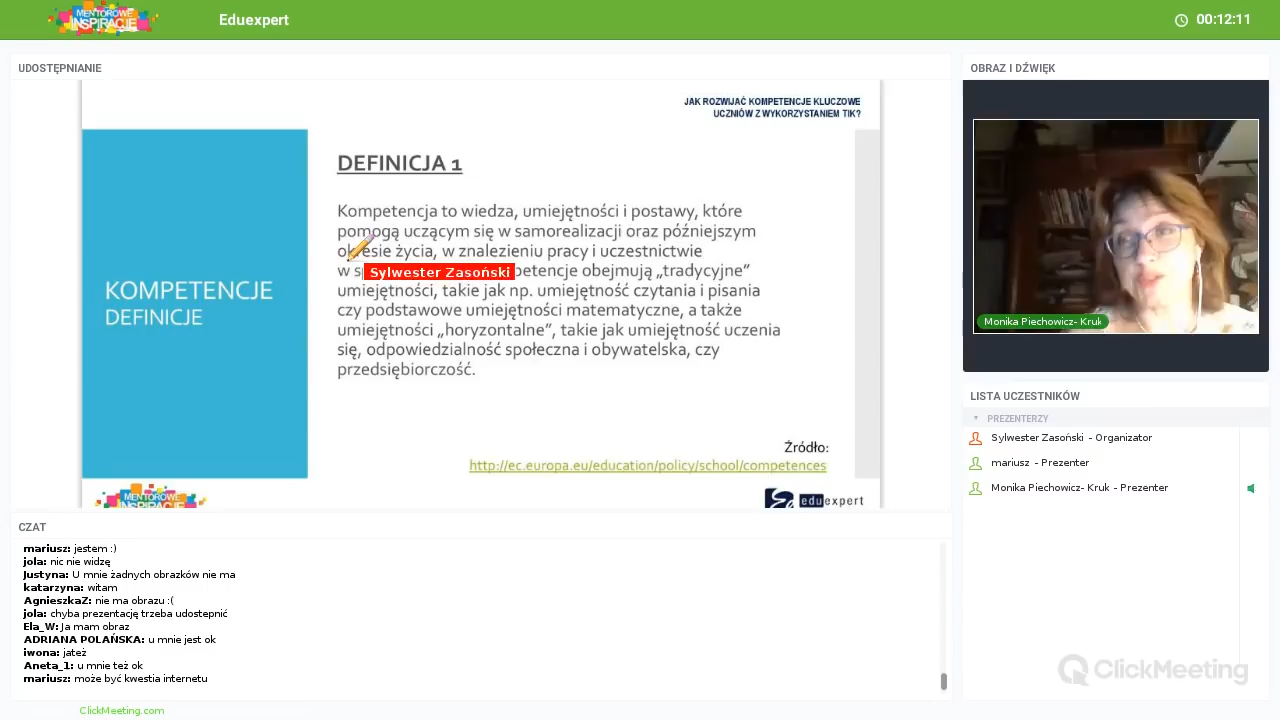 MENTOROWE
INSPIRACJE
Eduexpert
00:12:11
UDOSTĘPNIANIE
JAK ROZWIJAĆ KOMPETENCJE KLUCZOWE
UCZNIÓW Z WYKORZYSTANIEM TIK?
KOMPETENCJE
DEFINICJE
DEFINICJA 1
Kompetencja to wiedza, umiejętności i postawy, które
pomogą uczącym się w samorealizacji oraz późniejszym
okresie życia, w znalezieniu pracy i uczestnictwie
w sp petencje obejmują „tradycyjne”
Sylwester Zasoński
umiejętności, takie jak np. umiejętność czytania i pisania
czy podstawowe umiejętności matematyczne, a także
umiejętności „horyzontalne”, takie jak umiejętność uczenia
się, odpowiedzialność społeczna i obywatelska, czy
przedsiębiorczość.
Źródło:
http://ec.europa.eu/education/policy/school/competences
MENTOROWE
eduexpert
CZAT
mariusz: jestem :)
jola: nic nie widzę
Justyna: U mnie żadnych obrazków nie ma
katarzyna: witam
AgnieszkaZ: nie ma obrazu :(
jola: chyba prezentację trzeba udostepnić
Ela_W: Ja mam obraz
ADRIANA POLAŃSKA: u mnie jest ok
iwona: jateż
Aneta_1: u mnie też ok
mariusz: może być kwestia internetu
ClickMeeting.com
OBRAZ I DŹWIĘK
Monika Piechowicz- Kruk
LISTA UCZESTNIKÓW
PREZENTERZY
Sylwester Zasoński - Organizator
mariusz - Prezenter
Monika Piechowicz- Kruk - Prezenter
ClickMeeting